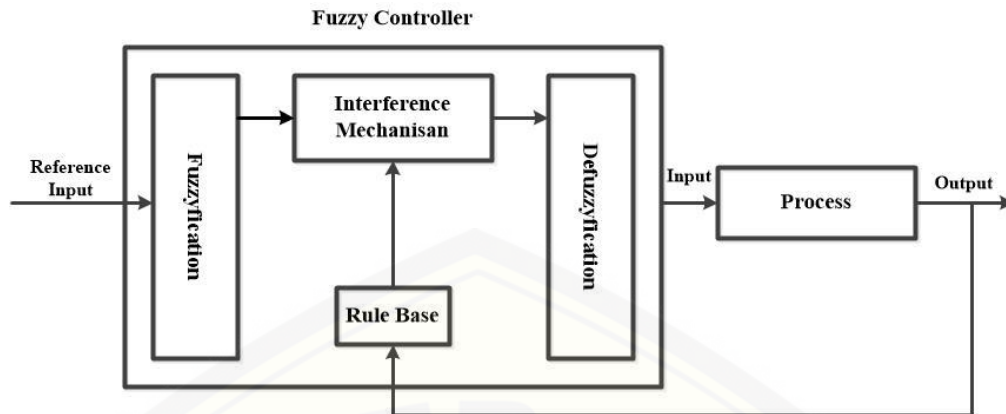 Fuzzy Controller
Reference
Input
Fuzzyfication
Interference
Mechanisan
Rule Base
Defuzzyfication
Input
Process
Output